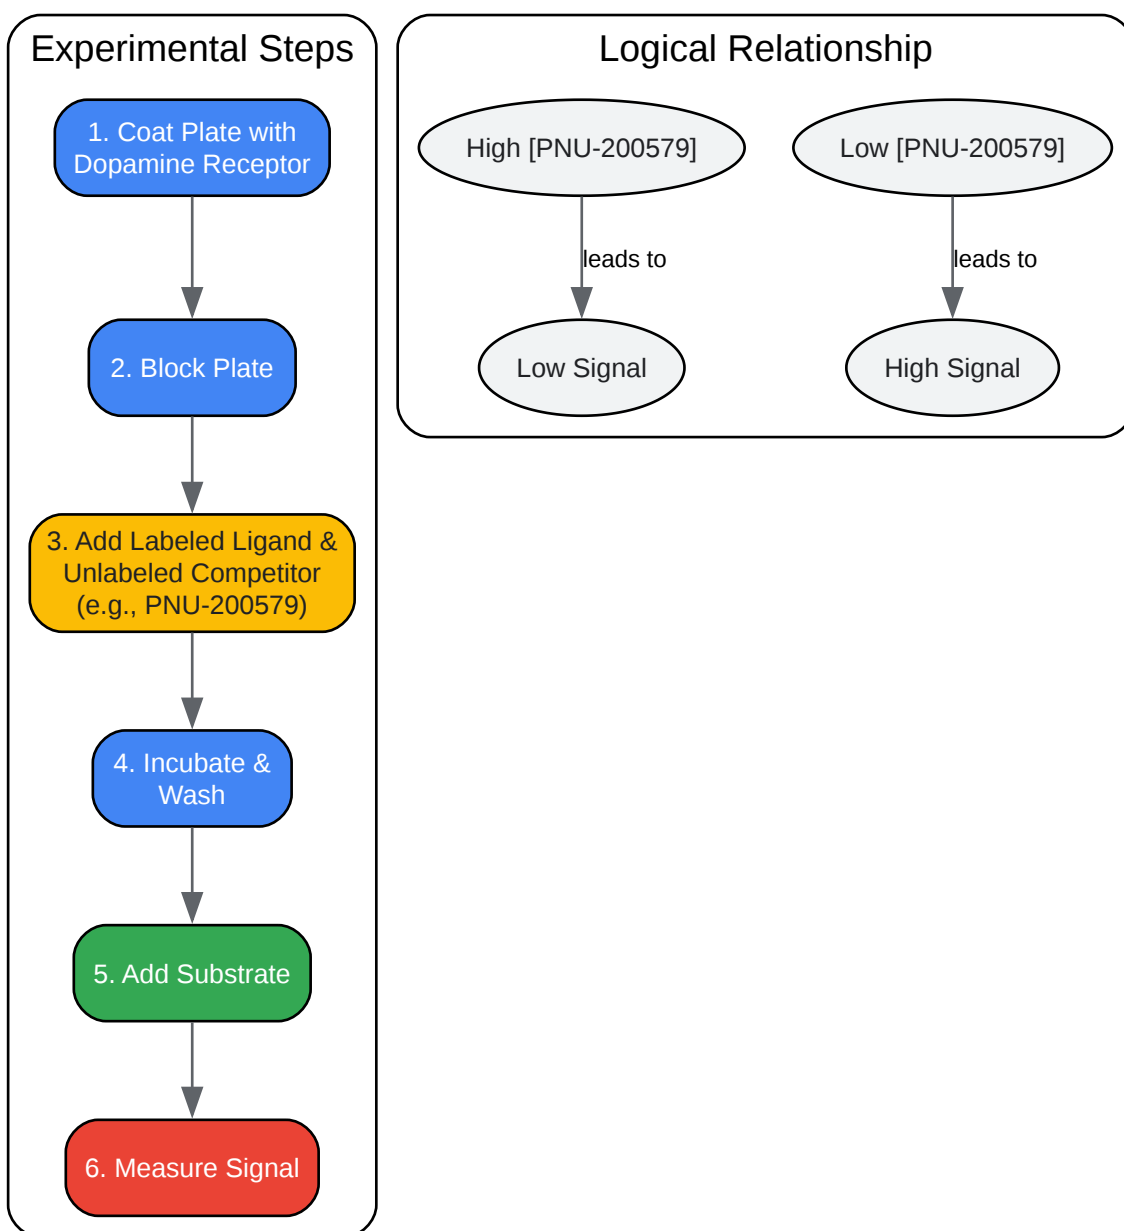 Experimental Steps
1. Coat Plate with
Dopamine Receptor
2. Block Plate
3. Add Labeled Ligand &
Unlabeled Competitor
(e.g., PNU-200579)
4. Incubate &
Wash
5. Add Substrate
6. Measure Signal
Logical Relationship
High [PNU-200579]
leads to
Low Signal
Low [PNU-200579]
leads to
High Signal